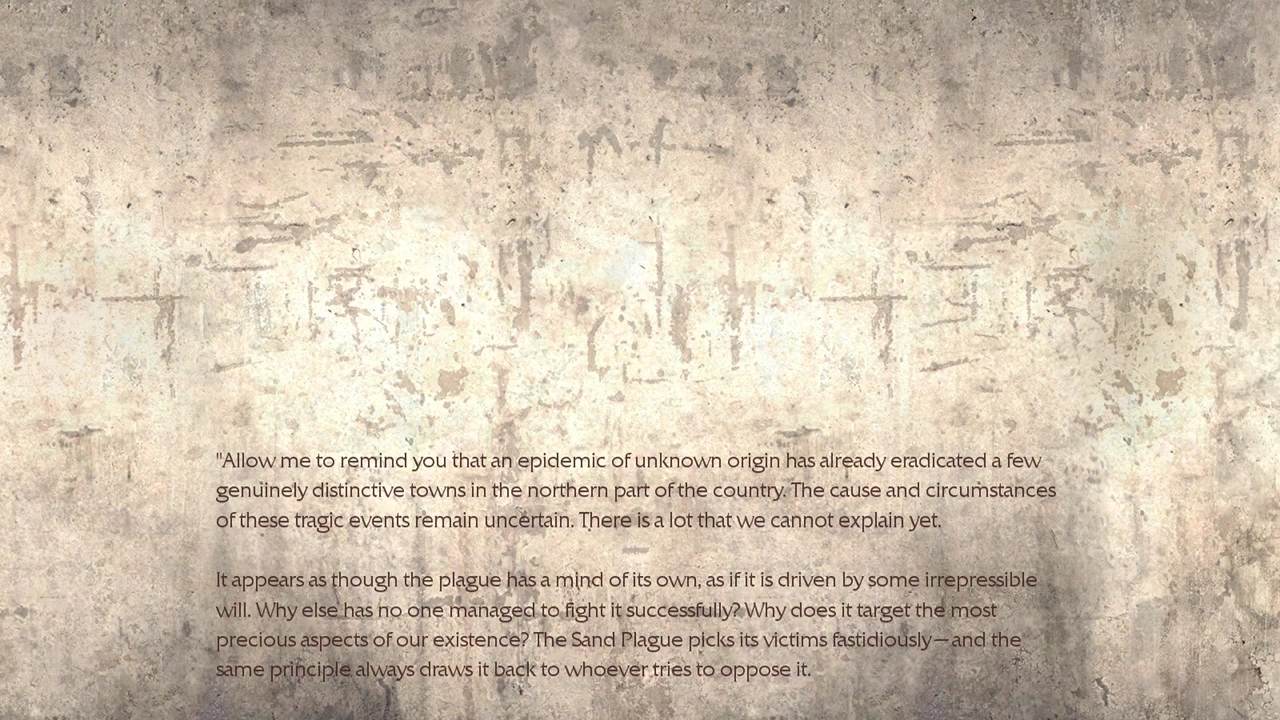 "Allow me to remind you that an epidemic of unknown origin has already eradicated a few
genuinely distinctive towns in the northern part of the country. The cause and circumstances
of these tragic events remain uncertain. There is a lot that we cannot explain yet.
It appears as though the plague has a mind of its own, as if it is driven by some irrepressible
will. Why else has no one managed to fight it successfully? Why does it target the most
precious aspects of our existence? The Sand Plague picks its victims fastidiously—and the
same principle always draws it back to whoever tries to oppose it.